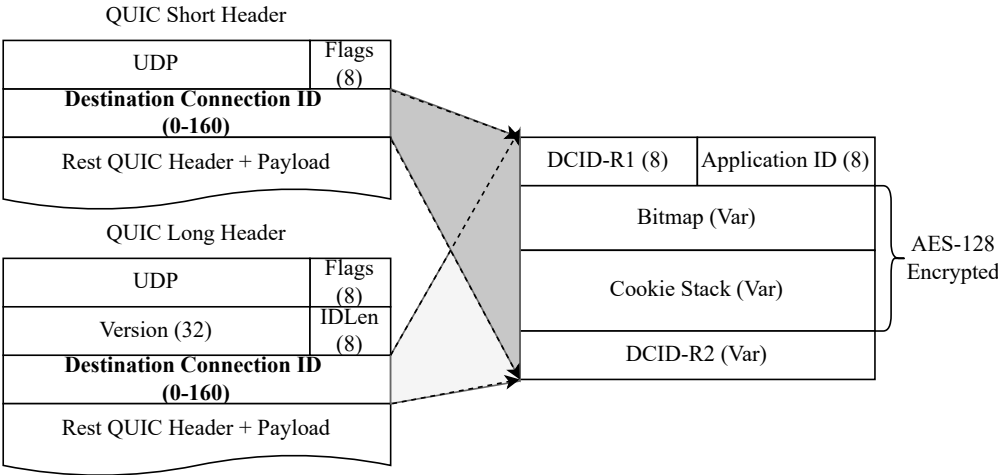 QUIC Short Header
UDP
Flags
(8)
Destination Connection ID
(0-160)
Rest QUIC Header + Payload
QUIC Long Header
UDP
Flags
(8)
Version (32)
IDLen
(8)
Destination Connection ID
(0-160)
Rest QUIC Header + Payload
DCID-R1 (8)
Application ID (8)
Bitmap (Var)
Cookie Stack (Var)
DCID-R2 (Var)
AES-128
Encrypted